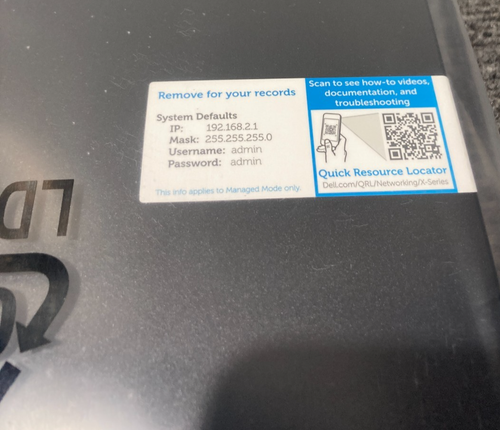 Remove for your records
System Defaults
IP: 192.168.2.1
Mask: 255.255.255.0
Username: admin
Password: admin
This info applies to Managed Mode only.
Scan to see how-to videos,
documentation, and
troubleshooting
Quick Resource Locator
Dell.com/QRL/Networking/X-Series